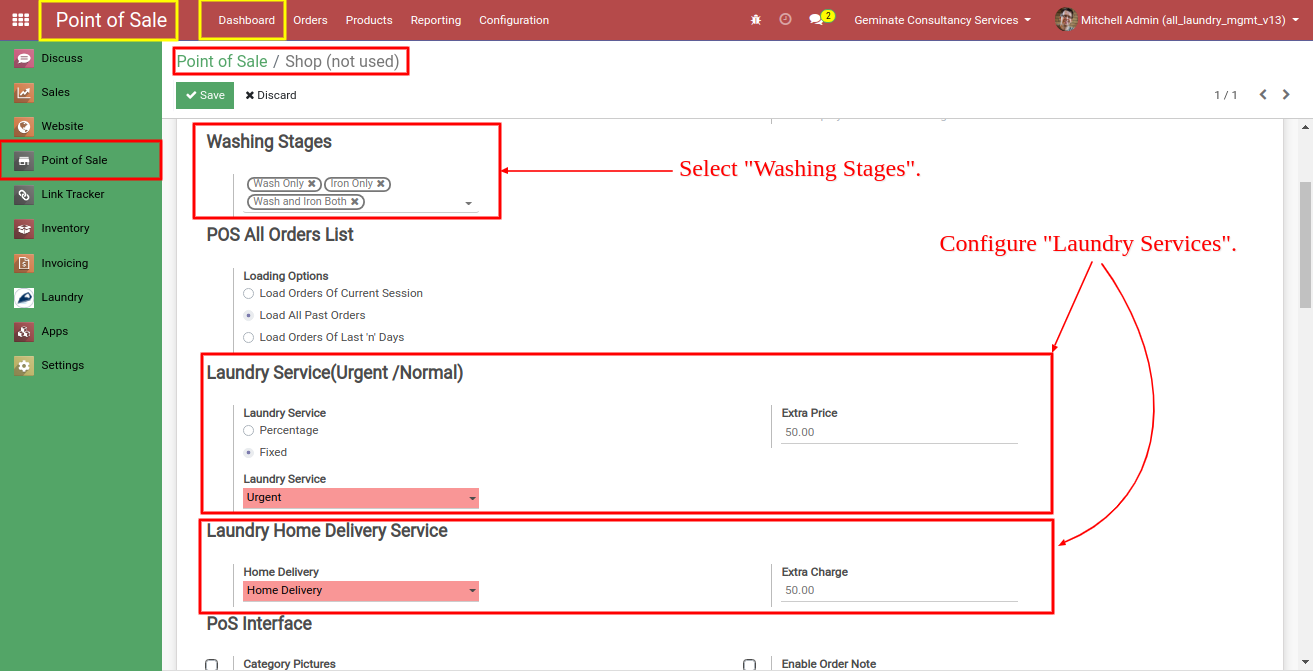 Point of Sale Dashboard Orders Products Reporting Configuration 2 Geminate Consultancy Services Mitchell Admin (all_laundry_mgmt_v13)
Discuss
Sales
Website
Point of Sale
Link Tracker
Inventory
Invoicing
Laundry
Apps
Settings
Point of Sale / Shop (not used)
Save Discard 1 / 1
Washing Stages
Wash Only Iron Only
Wash and Iron Both
Select "Washing Stages".
POS All Orders List
Configure "Laundry Services".
Loading Options
Load Orders Of Current Session
Load All Past Orders
Load Orders Of Last 'n' Days
Laundry Service(Urgent /Normal)
Laundry Service
Percentage
Fixed
Extra Price
50.00
Laundry Service
Urgent
Laundry Home Delivery Service
Home Delivery
Home Delivery
Extra Charge
50.00
PoS Interface
Category Pictures
Enable Order Note